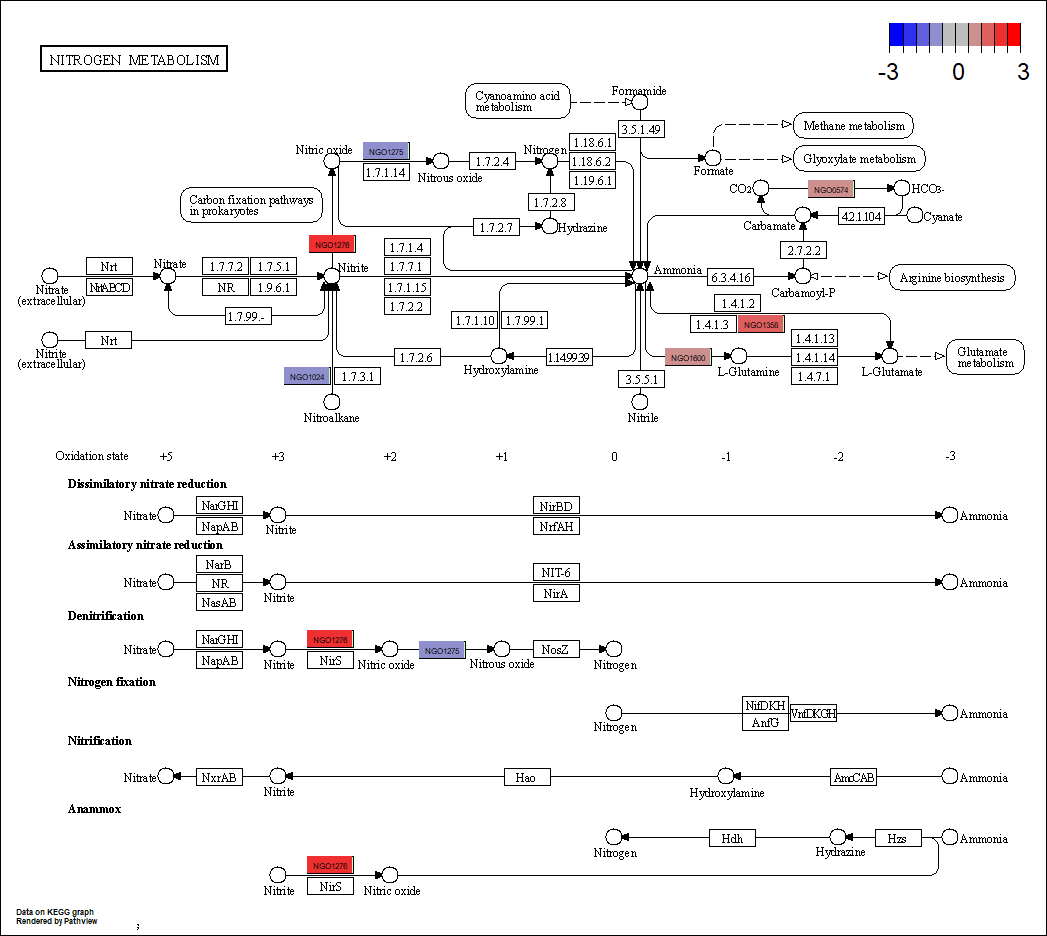 NITROGEN METABOLISM
-3 0 3
Cyanoamino acid
metabolism
Formamide
3.5.1.49
Methane metabolism
Glyoxylate metabolism
Formate
Nitric oxide
NGO1275
1.7.1.14
Nitrous oxide
1.7.2.4
Nitrogen
1.18.6.1
1.18.6.2
1.19.6.1
1.7.2.8
1.7.2.7
Hydrazine
Carbon fixation pathways
in prokaryotes
CO2
NGO0574
HCO3-
Carbamate
4.2.1.104
Cyanate
2.7.2.2
NGO1276
Nitrate
Nrt
NrtABCD
Nitrate
(extracellular)
1.7.7.2
1.7.5.1
NR
1.9.6.1
Nitrite
1.7.1.4
1.7.7.1
1.7.1.15
1.7.2.2
Ammonia
6.3.4.16
Carbamoyl-P
Arginine biosynthesis
1.7.99.-
1.7.1.10
1.7.99.1
1.4.1.2
1.4.1.3
NGO1358
Nrt
Nitrite
(extracellular)
1.7.2.6
Hydroxylamine
1.14.99.39
NGO1600
L-Glutamine
1.4.1.13
1.4.1.14
1.4.7.1
L-Glutamate
Glutamate
metabolism
NGO1024
1.7.3.1
Nitroalkane
3.5.5.1
Nitrile
Oxidation state +5 +3 +2 +1 0 -1 -2 -3
Dissimilatory nitrate reduction
NarGHI
NirBD
Nitrate
Ammonia
NapAB
Nitrite
NrfAH
Assimilatory nitrate reduction
NarB
NIT-6
Nitrate
NR
Ammonia
Nitrite
NirA
NasAB
Denitrification
NarGHI
NGO1276
Nitrate
NGO1275
NosZ
NapAB
Nitrite
NirS
Nitric oxide
Nitrous oxide
Nitrogen
Nitrogen fixation
NifDKH
VnfDKGH
Ammonia
AnfG
Nitrogen
Nitrification
Nitrate
NxrAB
Hao
AmoCAB
Ammonia
Nitrite
Hydroxylamine
Anammox
Hdh
Hzs
Ammonia
Nitrogen
Hydrazine
NGO1276
Nitrite
NirS
Nitric oxide
Data on KEGG graph
Rendered by Pathview
;